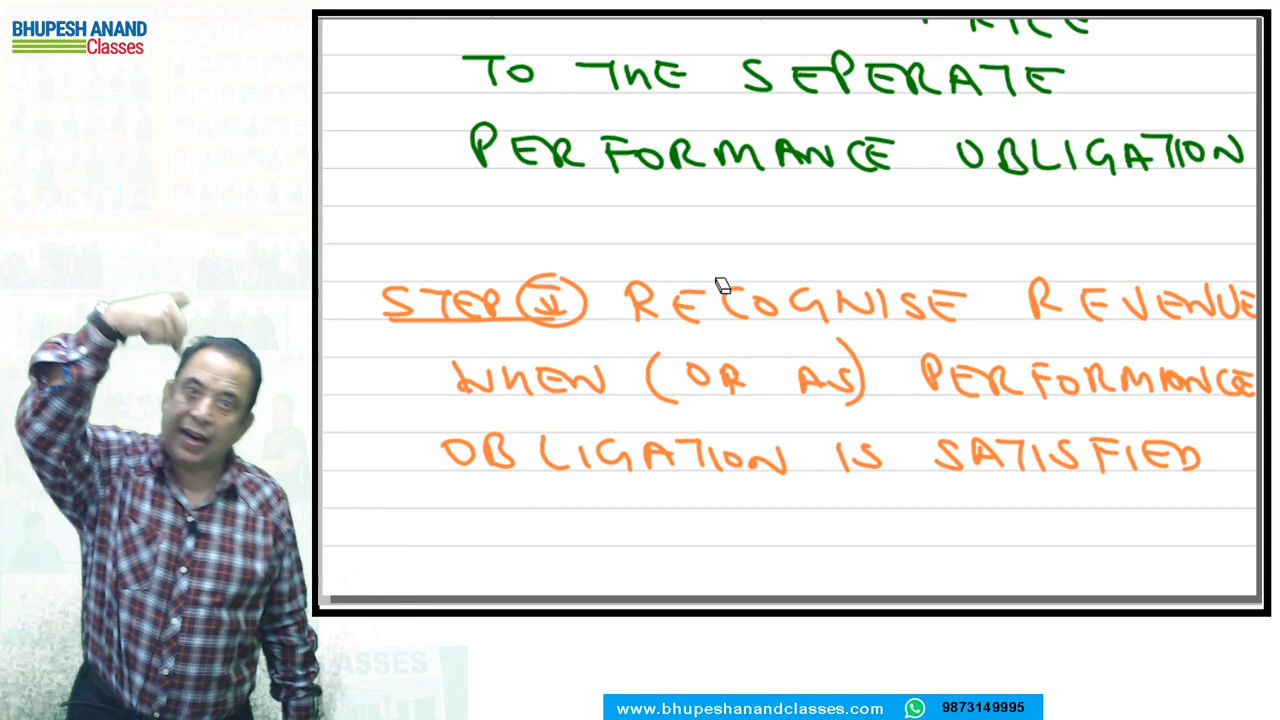 BHUPESH ANAND
Classes
TO THE SEPERATE
PERFORMANCE OBLIGATION
STEP V RECOGNISE REVENUE
WHEN (OR AS) PERFORMANCE
OBLIGATION IS SATISFIED
CLASSES
www.bhupeshanandclasses.com 9873149995